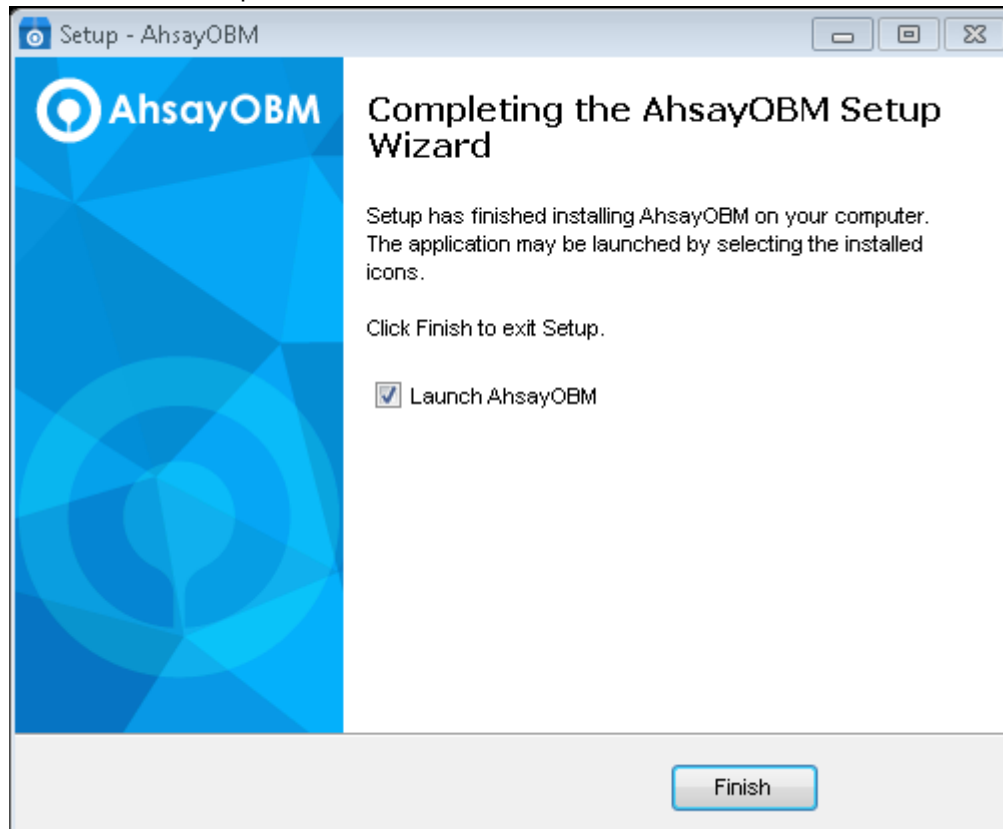 Setup - AhsayOBM
AhsayOBM
Completing the AhsayOBM Setup
Wizard
Setup has finished installing AhsayOBM on your computer.
The application may be launched by selecting the installed
icons.
Click Finish to exit Setup.
Launch AhsayOBM
Finish